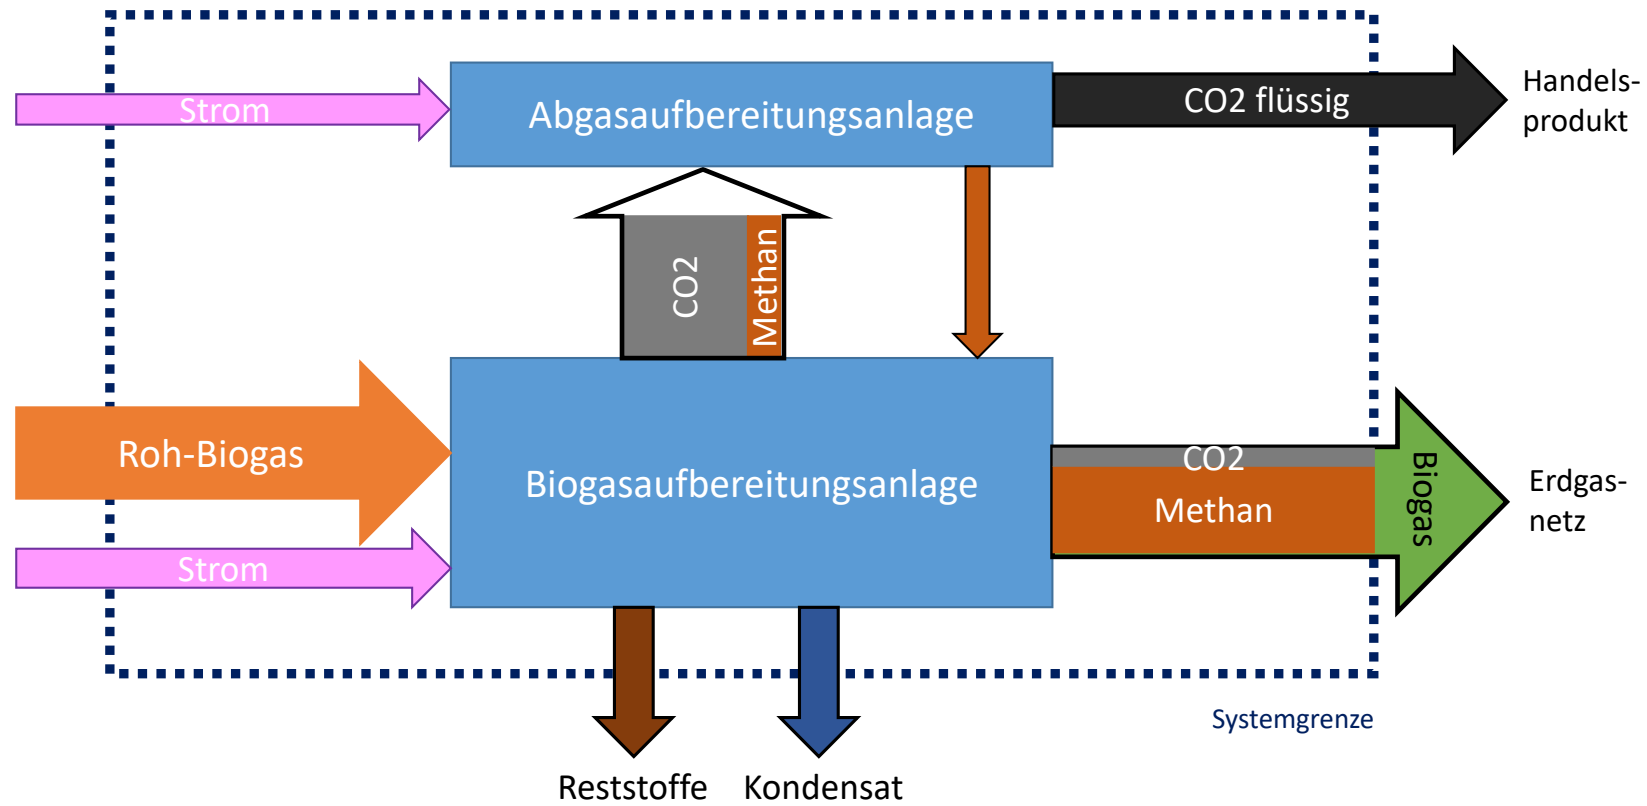 Strom
Abgasaufbereitungsanlage
CO2 flüssig
Handels-
produkt
CO2
Methan
Roh-Biogas
Strom
Biogasaufbereitungsanlage
CO2
Methan
Biogas
Erdgas-
netz
Systemgrenze
Reststoffe
Kondensat